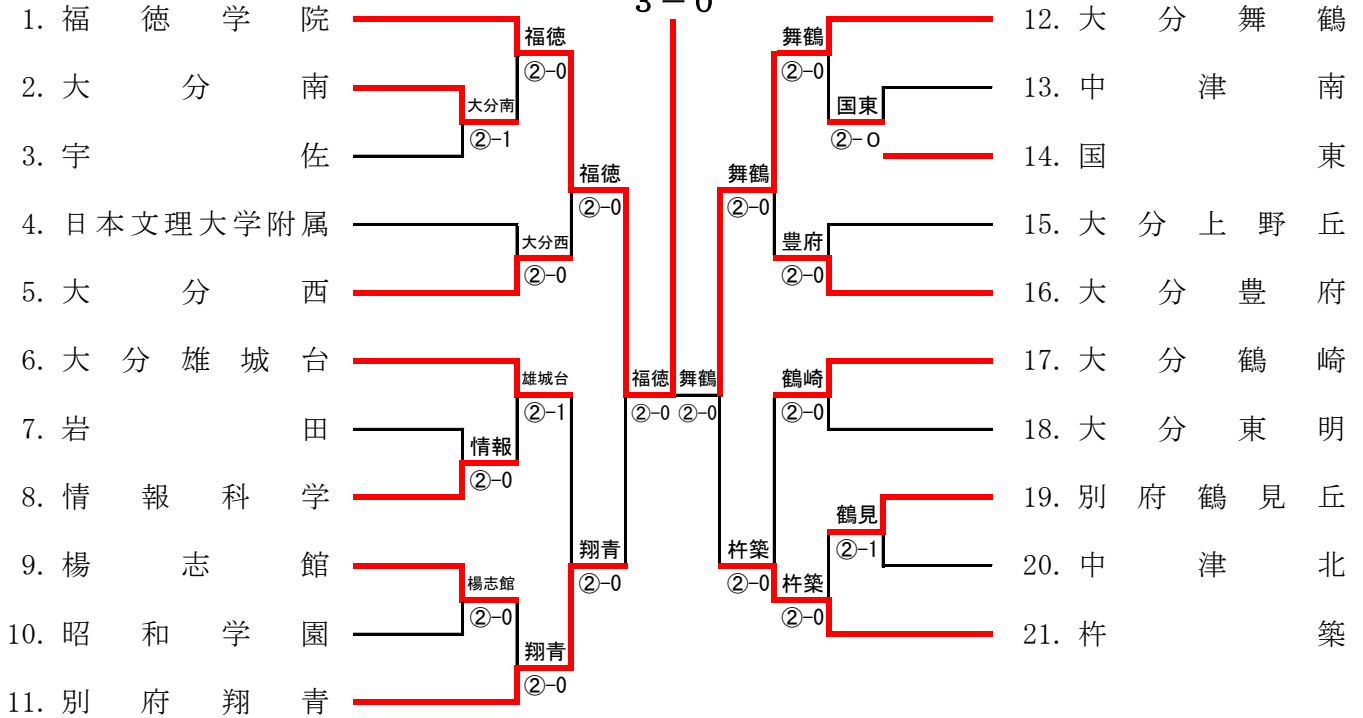 3-0
1. 福徳学院
2. 大分南
3. 宇佐
4. 日本文理大学附属
5. 大分西
6. 大分雄城台
7. 岩田
8. 情報科学
9. 楊志館
10. 昭和学園
11. 別府翔青
大分南
②-1
情報
②-0
楊志館
②-0
福徳
②-0
大分西
②-0
雄城台
②-1
翔青
②-0
福徳
②-0
翔青
②-0
福徳
②-0
舞鶴
②-0
舞鶴
②-0
杵築
②-0
舞鶴
②-0
豊府
②-0
鶴崎
②-0
杵築
②-0
国東
②-0
鶴見
②-1
12. 大分舞鶴
13. 中津南
14. 国東
15. 大分上野丘
16. 大分豊府
17. 大分鶴崎
18. 大分東明
19. 別府鶴見丘
20. 中津北
21. 杵築